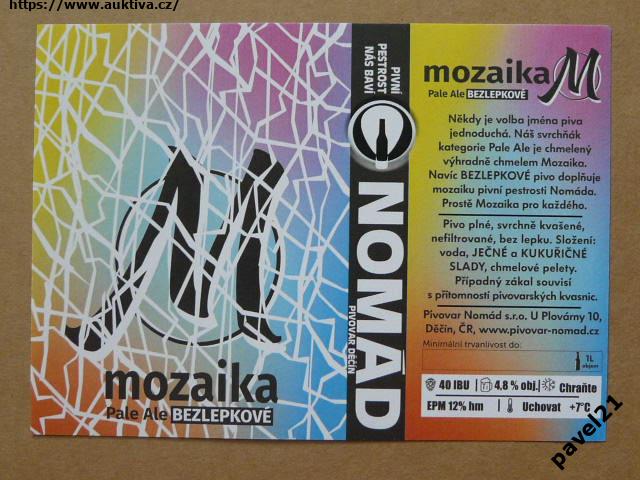 https://www.auktiva.cz/
mozaika
Pale Ale BEZLEPKOVÉ
PIVNÍ
PESTROST
NÁS BAVÍ
NOMÁD
PIVOVAR DĚČÍN
mozaika M
Pale Ale BEZLEPKOVÉ
Někdy je volba jména piva
jednoduchá. Náš svrchňák
kategorie Pale Ale je chmelený
výhradně chmelem Mozaika.
Navíc BEZLEPKOVÉ pivo doplňuje
mozaiku pivní pestrosti Nomáda.
Prostě Mozaika pro každého.
Pivo plné, svrchně kvašené,
nefiltrované, bez lepku. Složení:
voda, JEČNÉ a KUKUŘIČNÉ
SLADY, chmelové pelety.
Případný zákal souvisí
s přítomností pivovarských kvasnic.
Pivovar Nomád s.r.o. U Plovárny 10,
Děčín, ČR, www.pivovar-nomad.cz
Minimální trvanlivost do:
1L
objem
40 IBU 4,8 % obj. Chraňte
EPM 12% hm Uchovat +7°C
pavel21